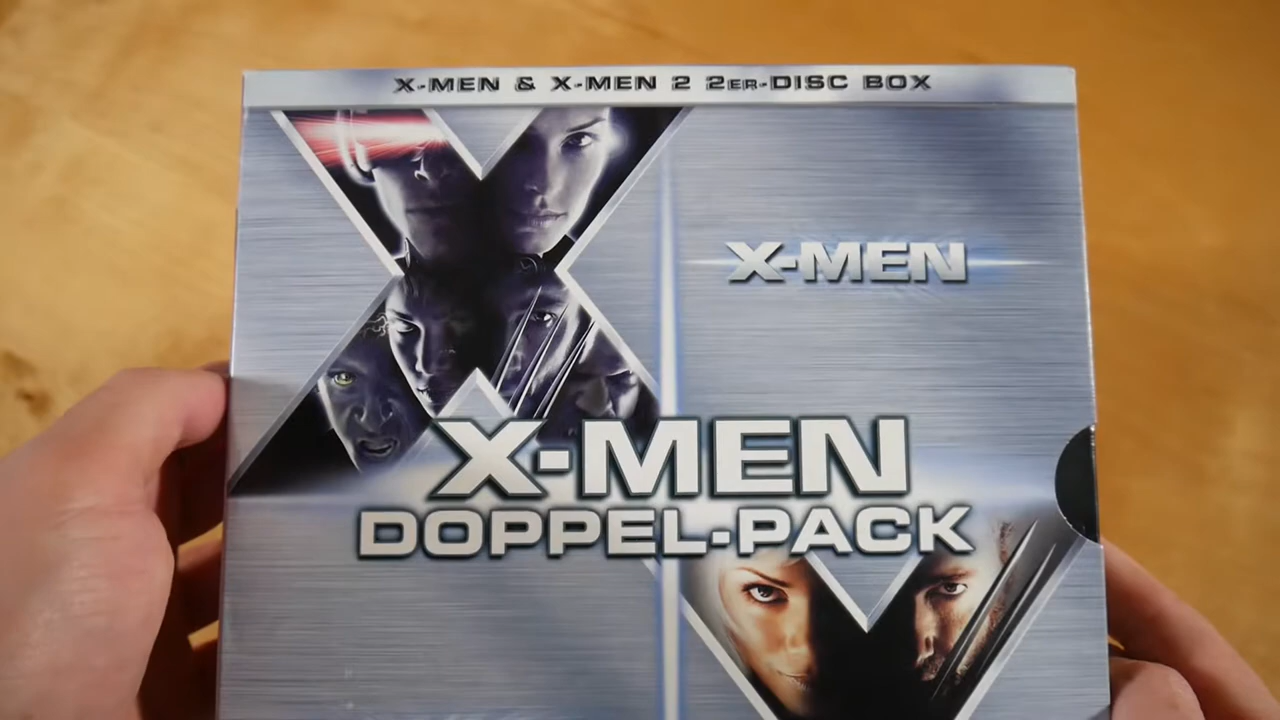 X-MEN & X-MEN 2 2ER-DISC BOX
X-MEN
X-MEN
DOPPEL-PACK